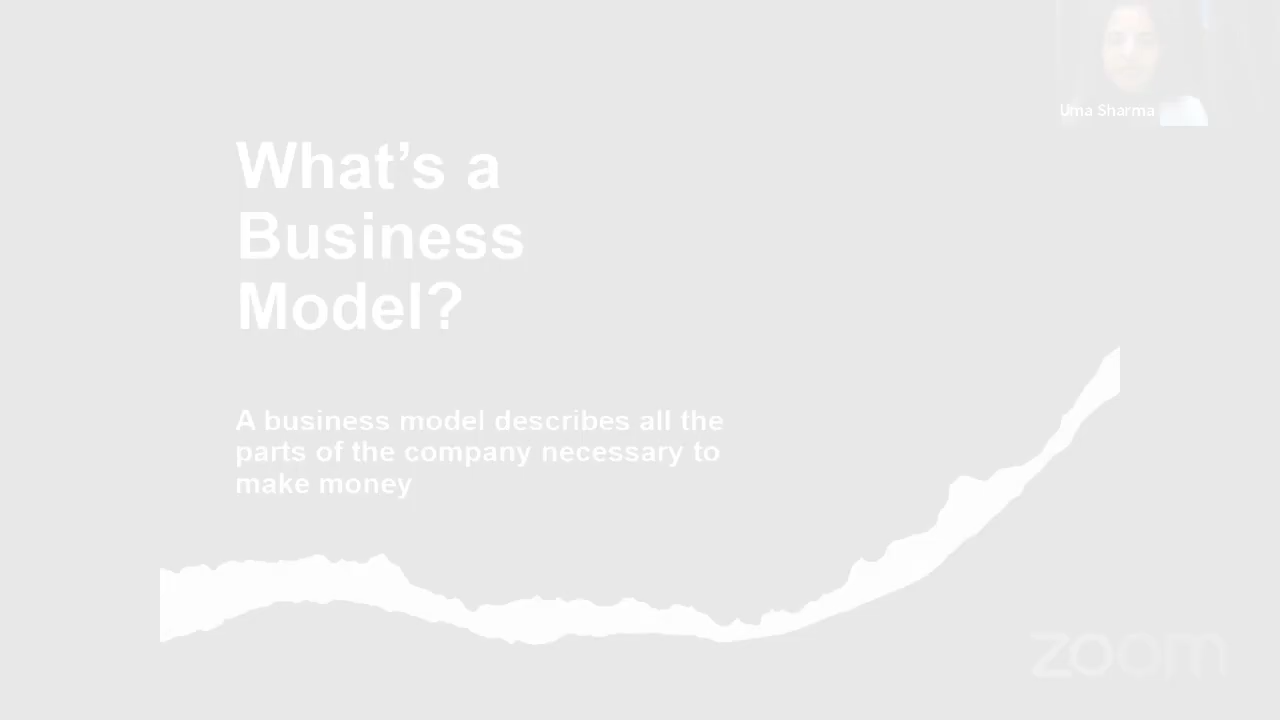 Uma Sharma
What’s a
Business
Model?
A business model describes all the
parts of the company necessary to
make money
zoom